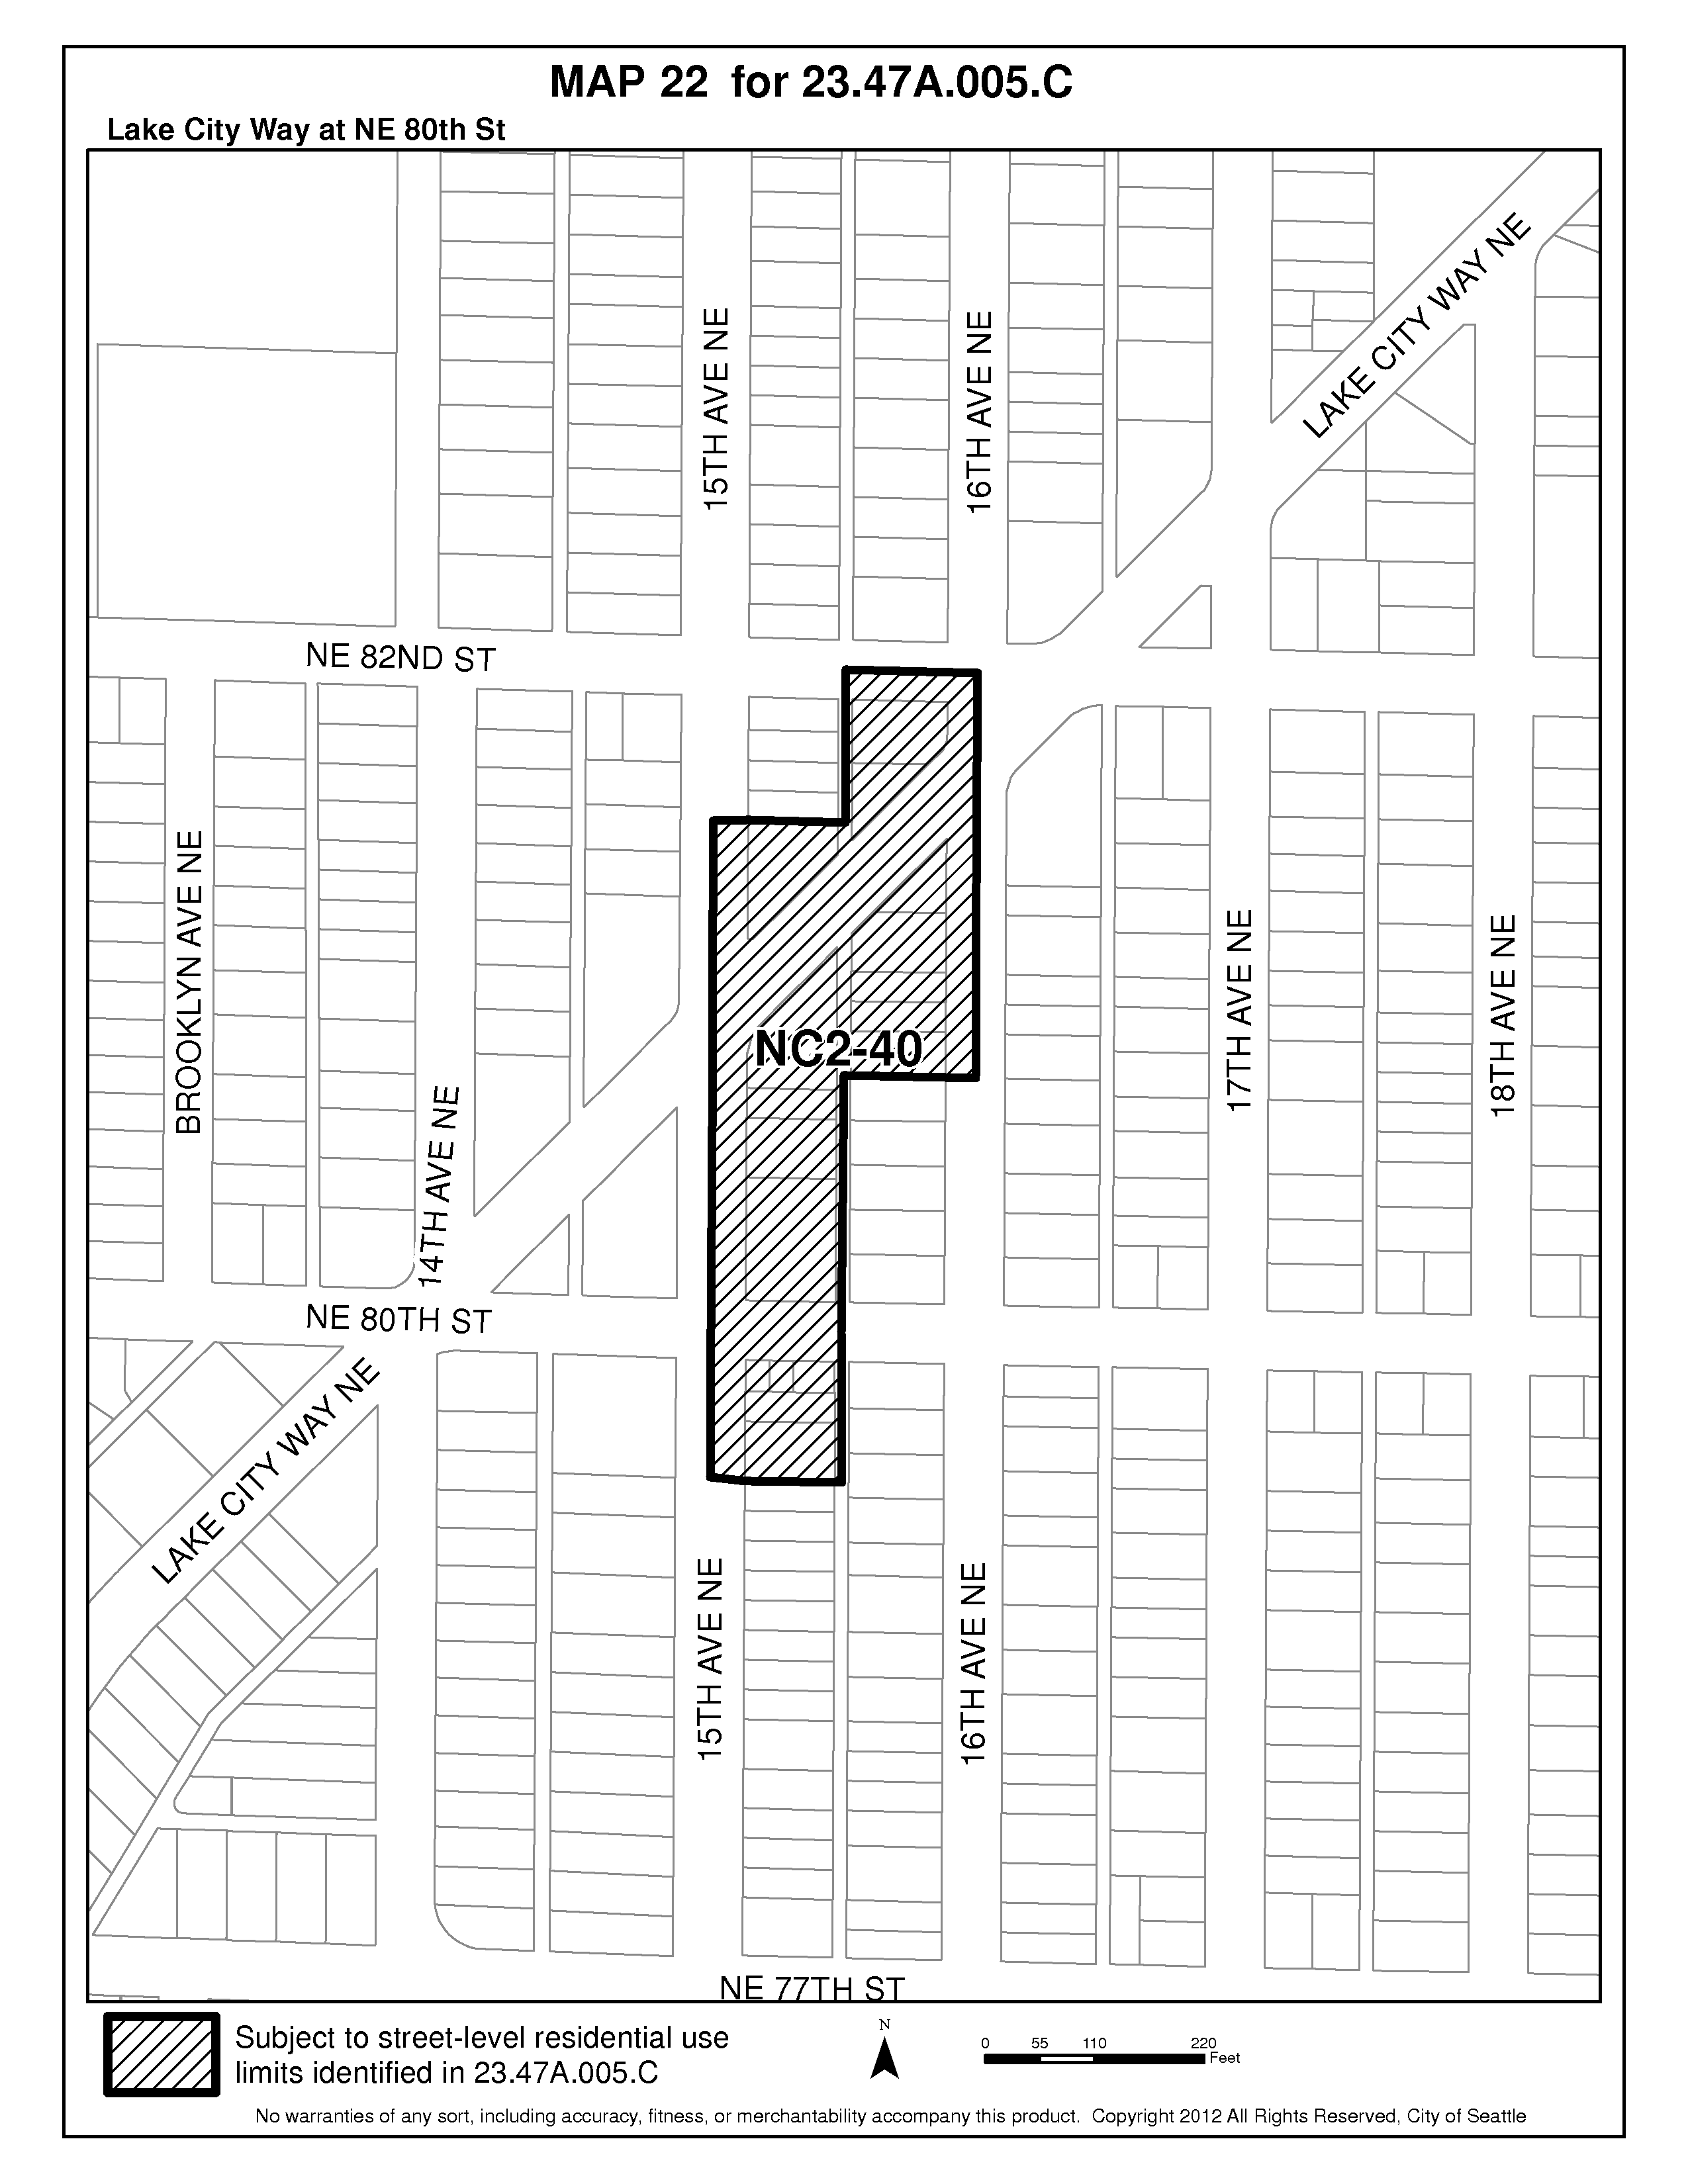 MAP 22 for 23.47A.005.C
Lake City Way at NE 80th St
LAKE CITY WAY NE
15TH AVE NE
16TH AVE NE
NE 82ND ST
BROOKLYN AVE NE
14TH AVE NE
NC2-40
17TH AVE NE
18TH AVE NE
NE 80TH ST
LAKE CITY WAY NE
15TH AVE NE
16TH AVE NE
NE 77TH ST
Subject to street-level residential use
limits identified in 23.47A.005.C
N
0 55 110 220
Feet
No warranties of any sort, including accuracy, fitness, or merchantability accompany this product. Copyright 2012 All Rights Reserved, City of Seattle